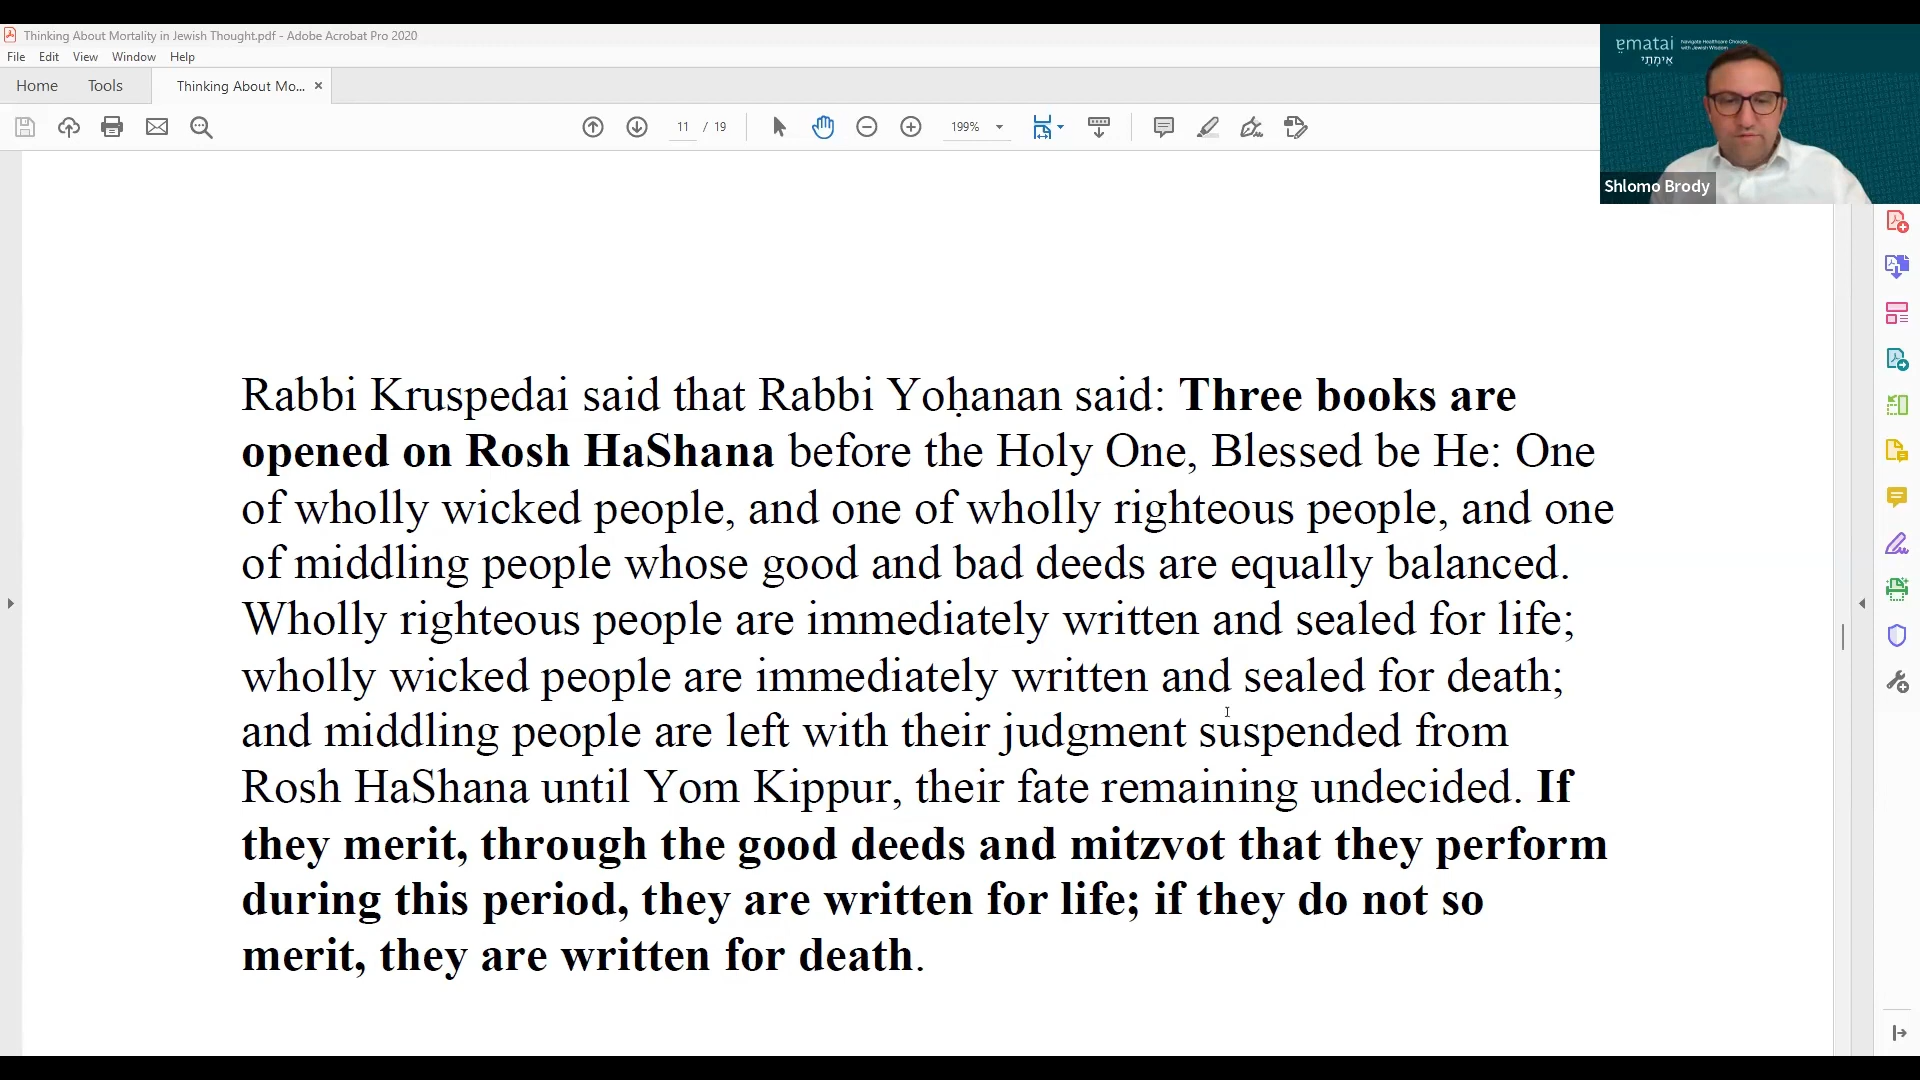 Thinking About Mortality in Jewish Thought.pdf - Adobe Acrobat Pro 2020
File Edit View Window Help
Home Tools Thinking About Mo... ×
11 / 19 199%
ematai Navigate Healthcare Choices
with Jewish Wisdom
אימתי
Shlomo Brody
Rabbi Kruspedai said that Rabbi Yoḥanan said: Three books are
opened on Rosh HaShana before the Holy One, Blessed be He: One
of wholly wicked people, and one of wholly righteous people, and one
of middling people whose good and bad deeds are equally balanced.
Wholly righteous people are immediately written and sealed for life;
wholly wicked people are immediately written and sealed for death;
and middling people are left with their judgment suspended from
Rosh HaShana until Yom Kippur, their fate remaining undecided. If
they merit, through the good deeds and mitzvot that they perform
during this period, they are written for life; if they do not so
merit, they are written for death.